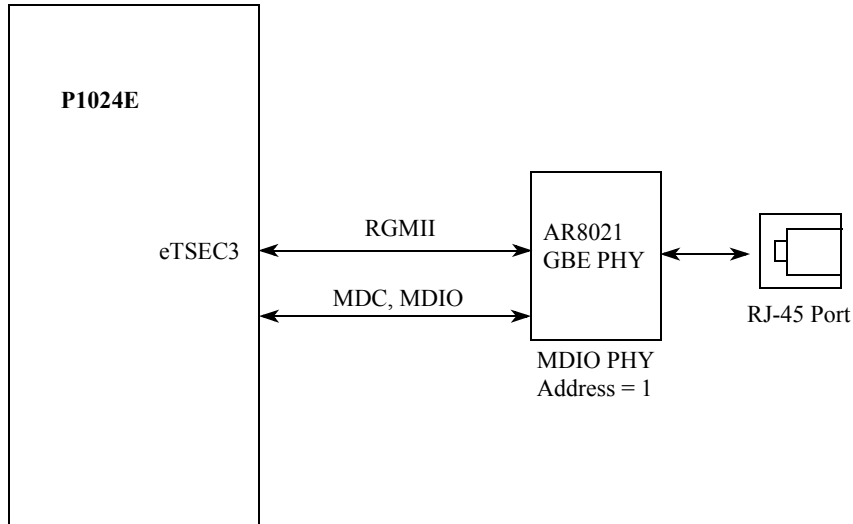 P1024E
eTSEC3
RGMII
MDC, MDIO
AR8021
GBE PHY
MDIO PHY
Address = 1
RJ-45 Port